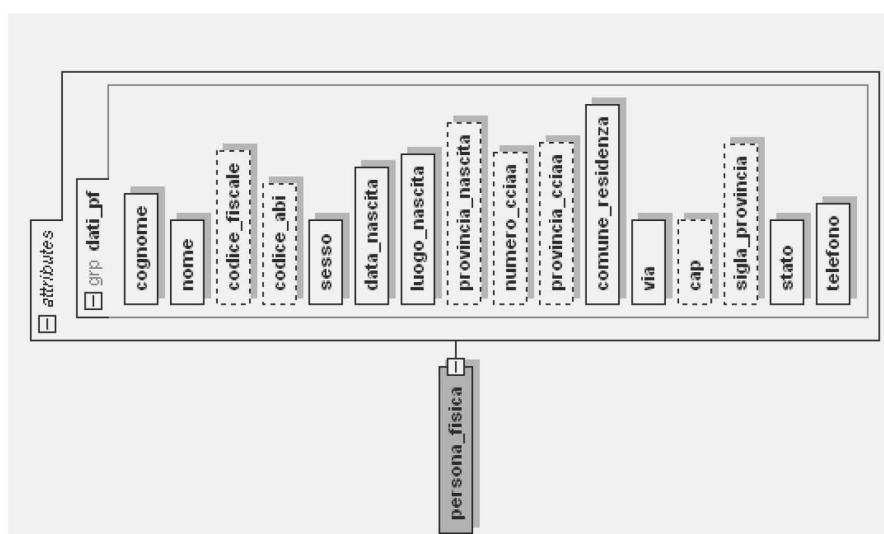 attributes
grp dati_pf
cognome
nome
codice_fiscale
codice_abi
sesso
data_nascita
luogo_nascita
provincia_nascita
numero_cciaa
provincia_cciaa
comune_residenza
via
cap
sigla_provincia
stato
telefono
persona_fisica